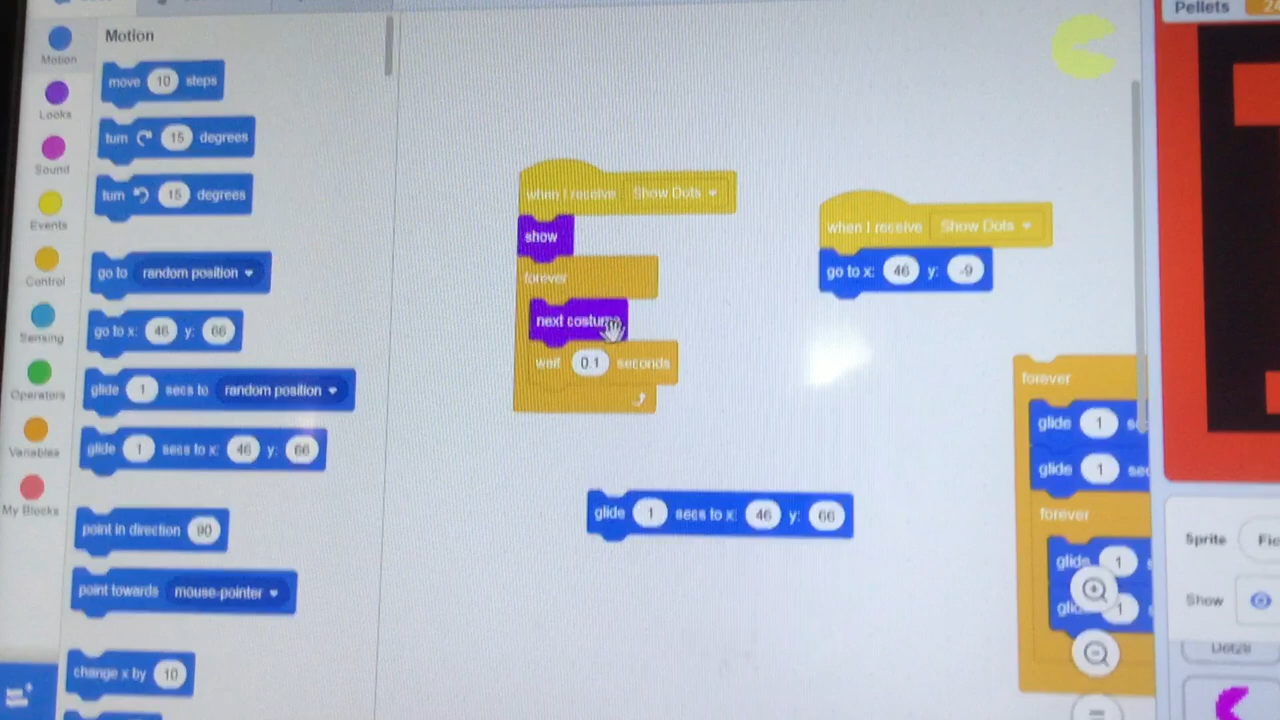 Pellets
Motion
Motion
move 10 steps
Looks
turn 15 degrees
Sound
turn 15 degrees
Events
go to random position
Control
go to x: 46 y: 66
Sensing
glide 1 secs to random position
Operators
glide 1 secs to x: 46 y: 66
Variables
My Blocks
point in direction 90
point towards mouse-pointer
change x by 10
when I receive Show Dots
show
forever
next costume
wait 0.1 seconds
when I receive Show Dots
go to x: 46 y: -9
glide 1 secs to x: 46 y: 66
forever
glide 1
glide 1
forever
glide 1
1
Sprite
Show